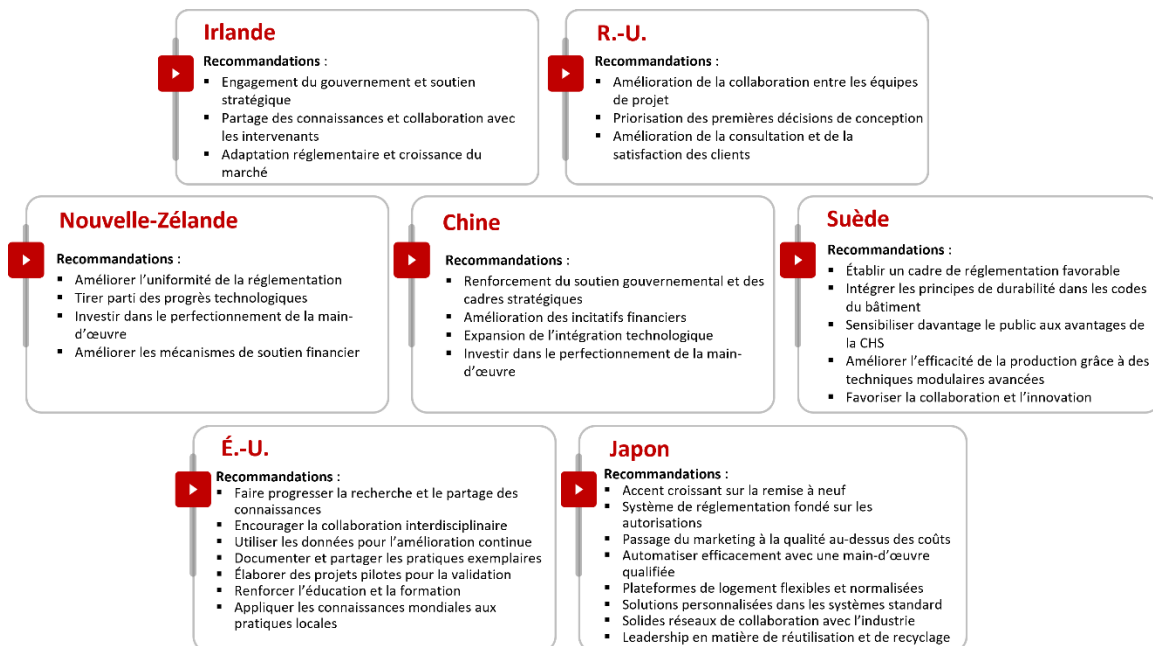 Irlande
Recommandations :
▪ Engagement du gouvernement et soutien
stratégique
▪ Partage des connaissances et collaboration avec
les intervenants
▪ Adaptation réglementaire et croissance du
marché
R.-U.
Recommandations :
▪ Amélioration de la collaboration entre les équipes
de projet
▪ Priorisation des premières décisions de conception
▪ Amélioration de la consultation et de la
satisfaction des clients
Nouvelle-Zélande
Recommandations :
▪ Améliorer l’uniformité de la réglementation
▪ Tirer parti des progrès technologiques
▪ Investir dans le perfectionnement de la main-
d’œuvre
▪ Améliorer les mécanismes de soutien financier
Chine
Recommandations :
▪ Renforcement du soutien gouvernemental et des
cadres stratégiques
▪ Amélioration des incitatifs financiers
▪ Expansion de l’intégration technologique
▪ Investir dans le perfectionnement de la main-
d’œuvre
Suède
Recommandations :
▪ Établir un cadre de réglementation favorable
▪ Intégrer les principes de durabilité dans les codes
du bâtiment
▪ Sensibiliser davantage le public aux avantages de
la CHS
▪ Améliorer l’efficacité de la production grâce à des
techniques modulaires avancées
▪ Favoriser la collaboration et l’innovation
É.-U.
Recommandations :
▪ Faire progresser la recherche et le partage des
connaissances
▪ Encourager la collaboration interdisciplinaire
▪ Utiliser les données pour l’amélioration continue
▪ Documenter et partager les pratiques exemplaires
▪ Élaborer des projets pilotes pour la validation
▪ Renforcer l’éducation et la formation
▪ Appliquer les connaissances mondiales aux
pratiques locales
Japon
Recommandations :
▪ Accent croissant sur la remise à neuf
▪ Système de réglementation fondé sur les
autorisations
▪ Passage du marketing à la qualité au-dessus des coûts
▪ Automatiser efficacement avec une main-d’œuvre
qualifiée
▪ Plateformes de logement flexibles et normalisées
▪ Solutions personnalisées dans les systèmes standard
▪ Solides réseaux de collaboration avec l’industrie
▪ Leadership en matière de réutilisation et de recyclage